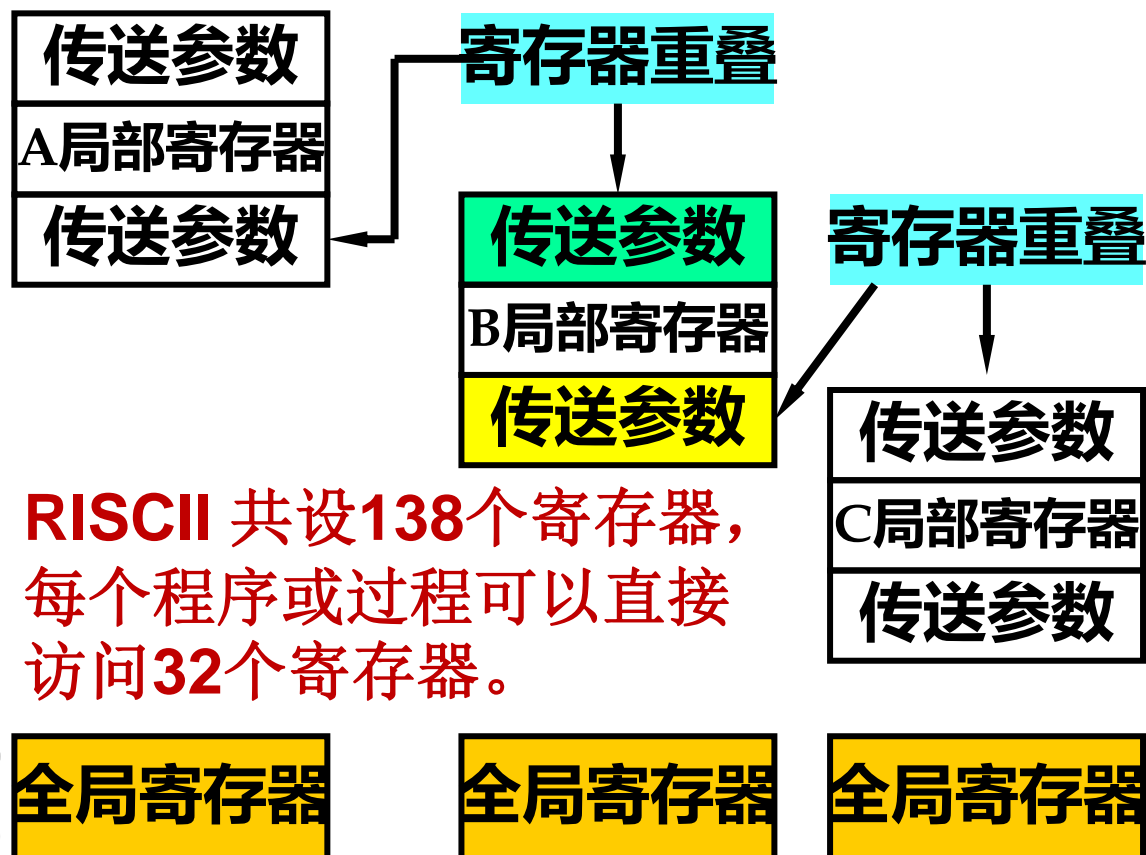 传送参数
A局部寄存器
传送参数
寄存器重叠
传送参数
B局部寄存器
传送参数
寄存器重叠
传送参数
C局部寄存器
传送参数
RISCII 共设138个寄存器，
每个程序或过程可以直接
访问32个寄存器。
全局寄存器
全局寄存器
全局寄存器